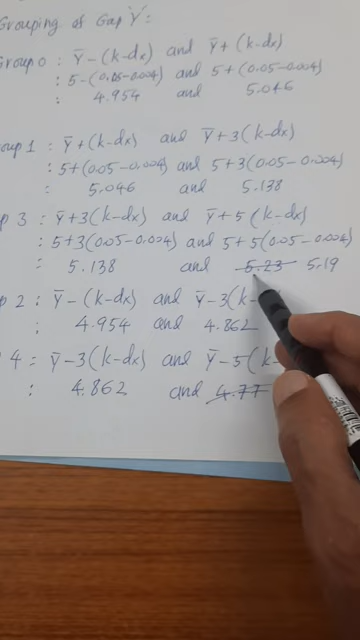 Grouping of Gap Y:
Group 0 : Ȳ-(k-dx) and Ȳ+(k-dx)
: 5-(0.05-0.004) and 5+(0.05-0.004)
: 4.954 and 5.046
oup 1 : Ȳ+(k-dx) and Ȳ+3(k-dx)
: 5+(0.05-0.004) and 5+3(0.05-0.004)
: 5.046 and 5.138
p 3 : Ȳ+3(k-dx) and Ȳ+5(k-dx)
: 5+3(0.05-0.004) and 5+5(0.05-0.004)
: 5.138 and 5.23 5.19
p 2 : Ȳ-(k-dx) and Ȳ-3(k-
: 4.954 and 4.862
4 : Ȳ-3(k-dx) and Ȳ-5(k-
: 4.862 and 4.77